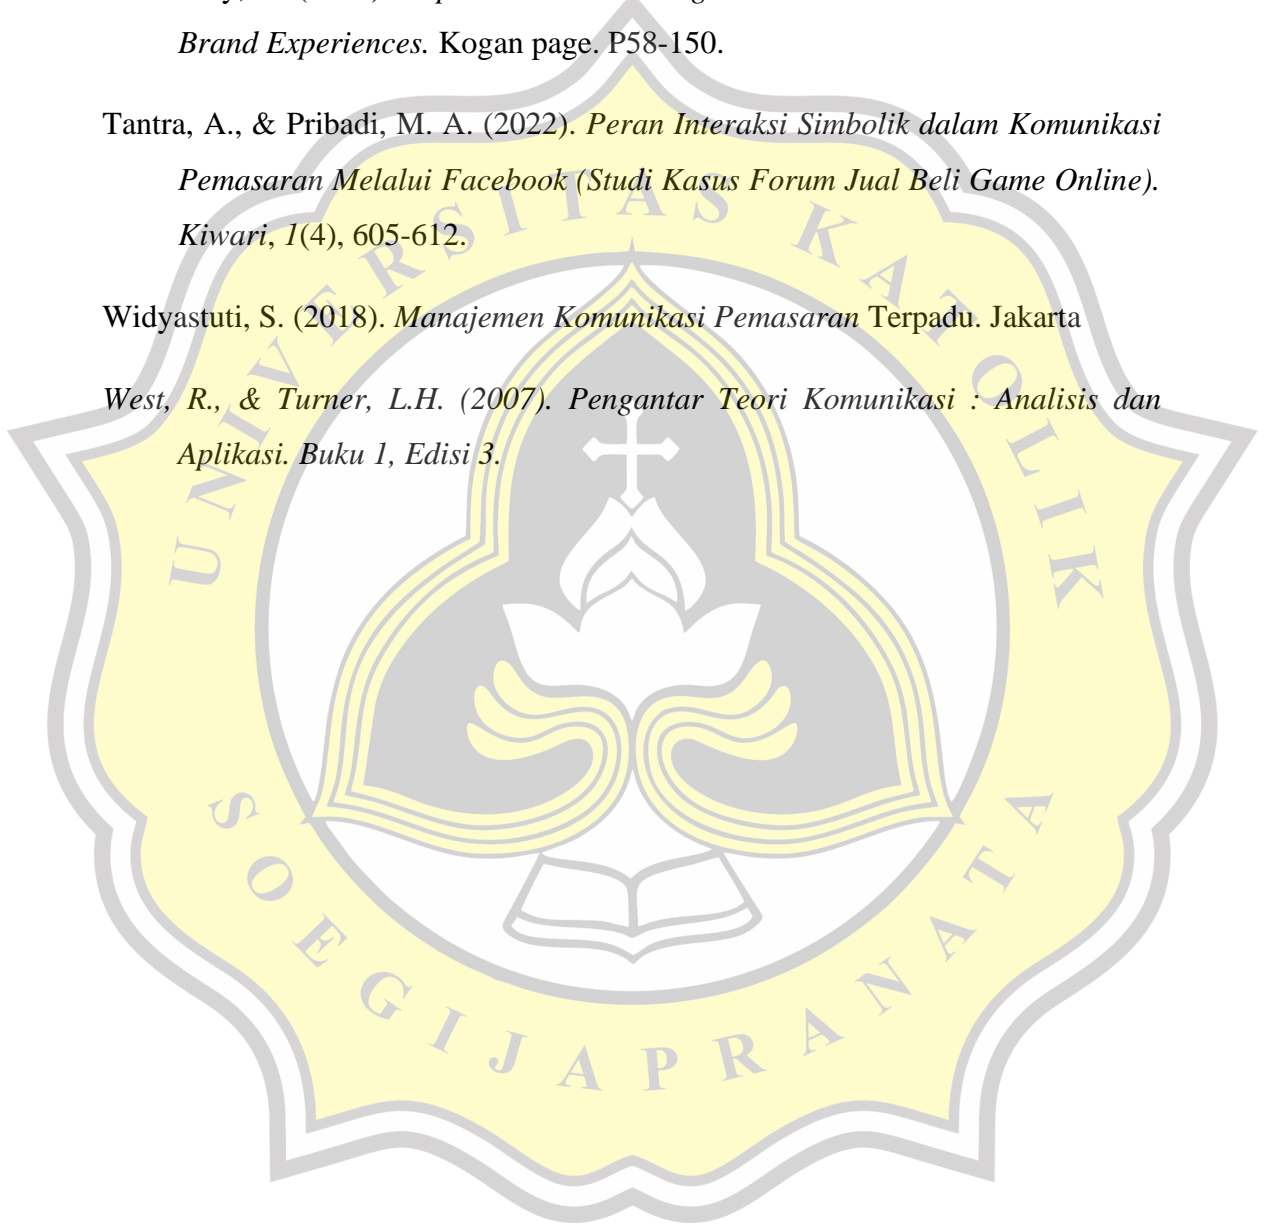 Brand Experiences. Kogan page. P58-150.
Tantra, A., & Pribadi, M. A. (2022). Peran Interaksi Simbolik dalam Komunikasi
Pemasaran Melalui Facebook (Studi Kasus Forum Jual Beli Game Online).
Kiwari, 1(4), 605-612.
Widyastuti, S. (2018). Manajemen Komunikasi Pemasaran Terpadu. Jakarta
West, R., & Turner, L.H. (2007). Pengantar Teori Komunikasi : Analisis dan
Aplikasi. Buku 1, Edisi 3.
UNIVERSITAS KATOLIK
SOEGIJAPRANATA